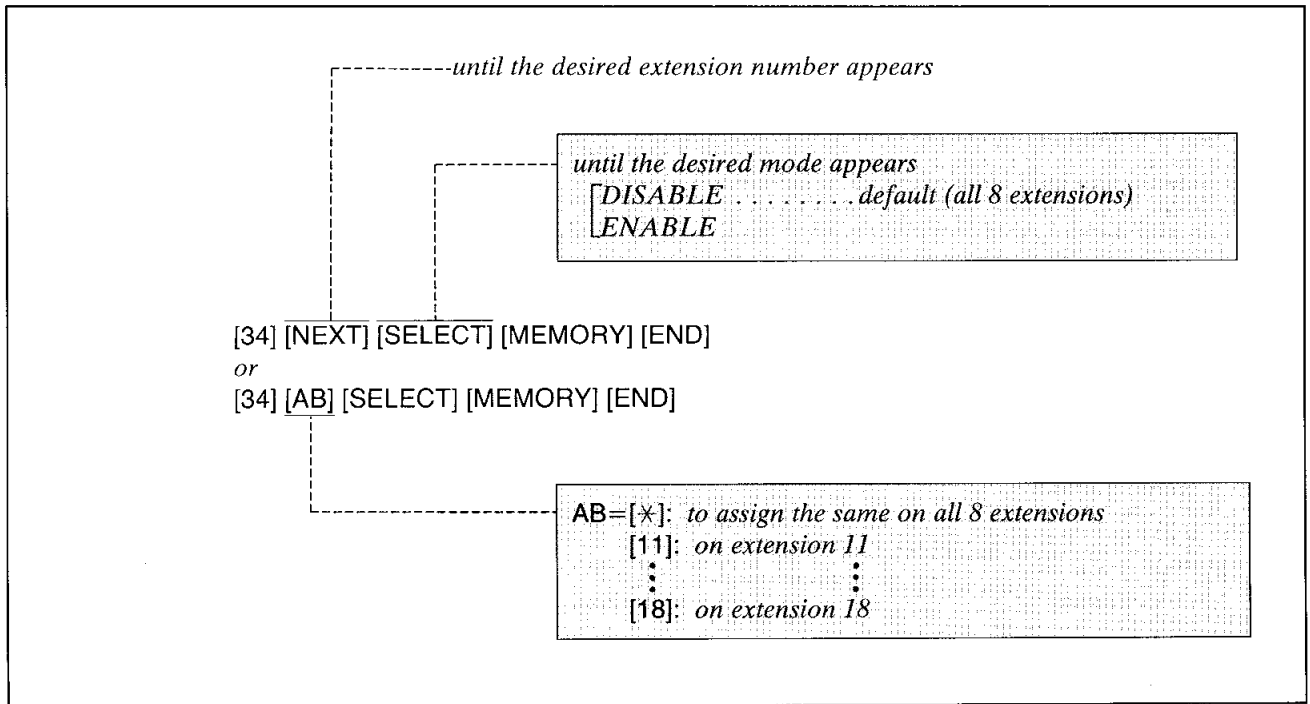 until the desired extension number appears
until the desired mode appears
DISABLE . . . . . . . . default (all 8 extensions)
ENABLE
[34] [NEXT] [SELECT] [MEMORY] [END]
or
[34] [AB] [SELECT] [MEMORY] [END]
AB=[✳]: to assign the same on all 8 extensions
[11]: on extension 11
[18]: on extension 18